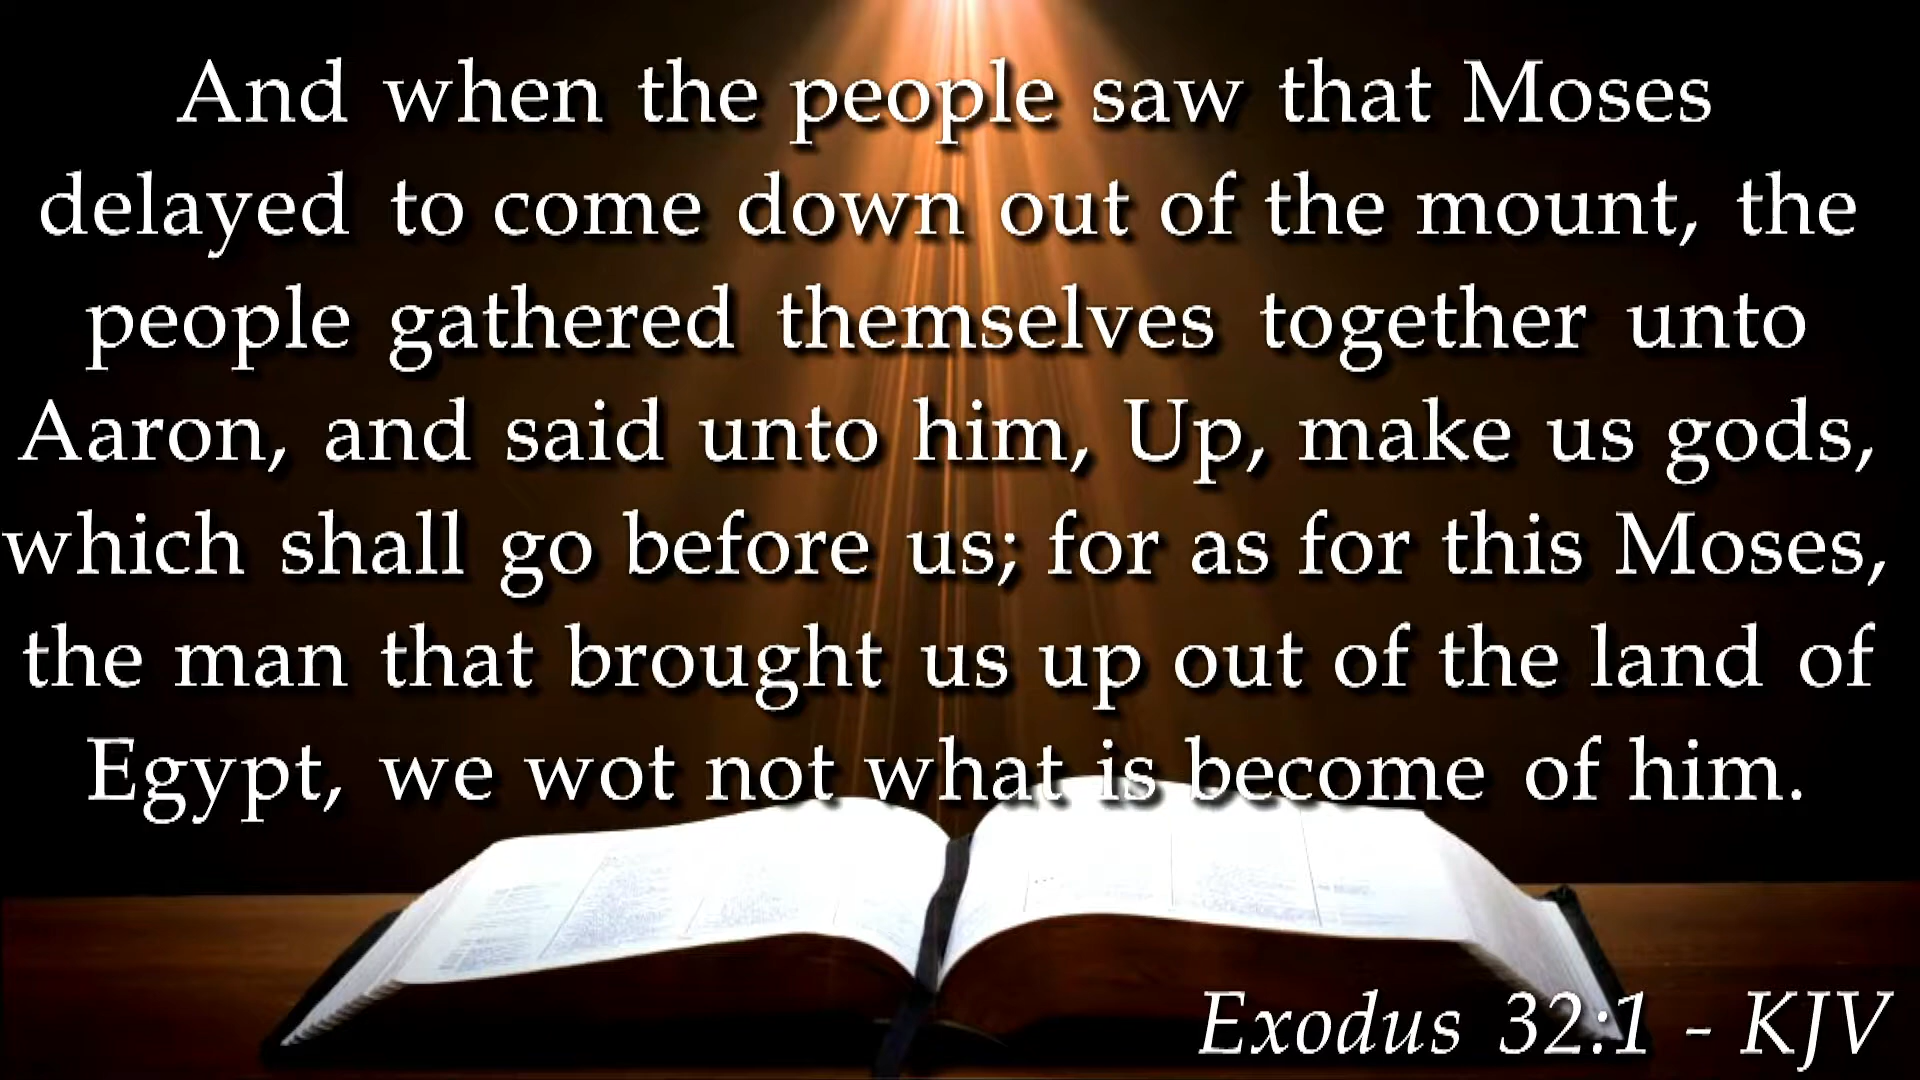 And when the people saw that Moses
delayed to come down out of the mount, the
people gathered themselves together unto
Aaron, and said unto him, Up, make us gods,
which shall go before us; for as for this Moses,
the man that brought us up out of the land of
Egypt, we wot not what is become of him.
Exodus 32:1 - KJV